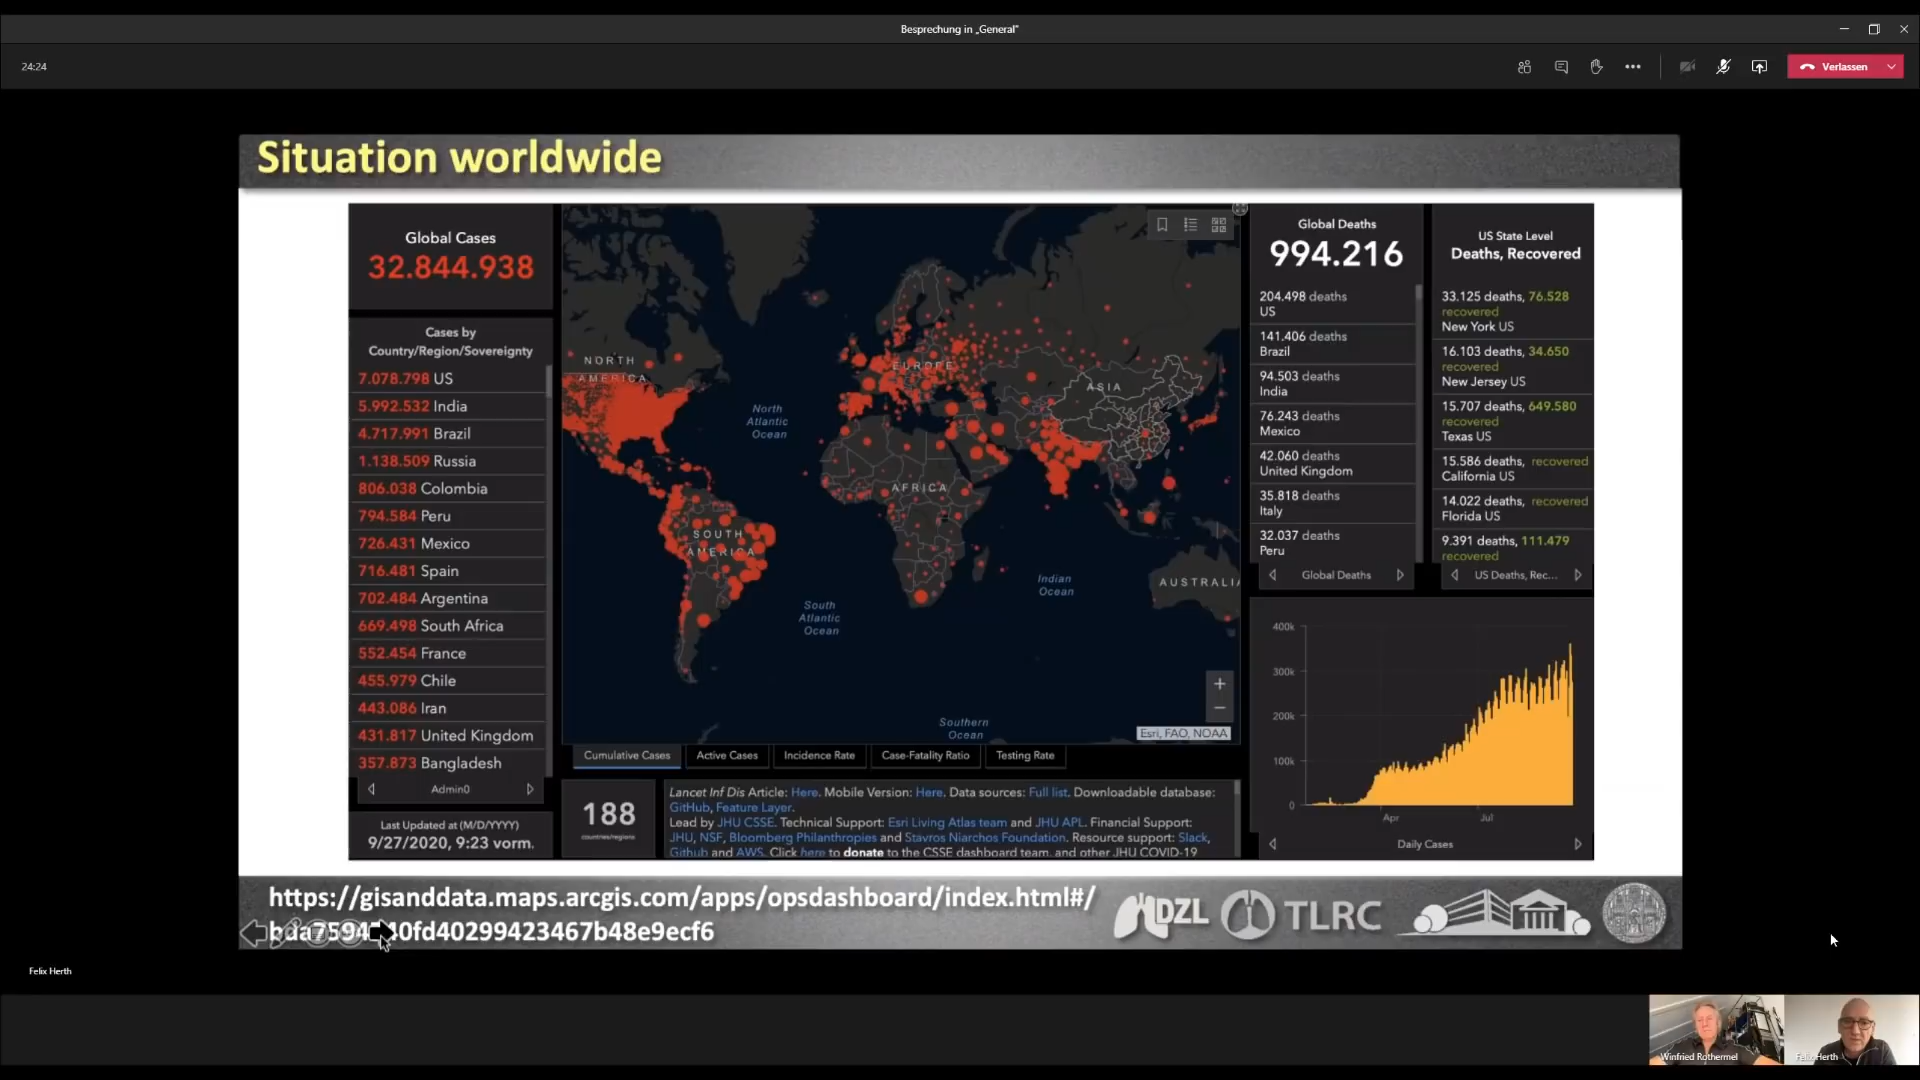 Besprechung in „General"
24:24
Verlassen
Situation worldwide
Global Cases
32.844.938
Cases by
Country/Region/Sovereignty
7.078.798 US
5.992.532 India
4.717.991 Brazil
1.138.509 Russia
806.038 Colombia
794.584 Peru
726.431 Mexico
716.481 Spain
702.484 Argentina
669.498 South Africa
552.454 France
455.979 Chile
443.086 Iran
431.817 United Kingdom
357.873 Bangladesh
Admin0
Last Updated at (M/D/YYYY)
9/27/2020, 9:23 vorm.
NORTH
AMERICA
North
Atlantic
Ocean
EUROPE
ASIA
AFRICA
SOUTH
AMERICA
South
Atlantic
Ocean
Indian
Ocean
AUSTRALIA
Southern
Ocean
Esri, FAO, NOAA
Cumulative Cases
Active Cases
Incidence Rate
Case-Fatality Ratio
Testing Rate
188
countries/regions
Lancet Inf Dis Article: Here. Mobile Version: Here. Data sources: Full list. Downloadable database:
GitHub, Feature Layer.
Lead by JHU CSSE. Technical Support: Esri Living Atlas team and JHU APL. Financial Support:
JHU, NSF, Bloomberg Philanthropies and Stavros Niarchos Foundation. Resource support: Slack,
Github and AWS. Click here to donate to the CSSE dashboard team, and other JHU COVID-19
Global Deaths
994.216
204.498 deaths
US
141.406 deaths
Brazil
94.503 deaths
India
76.243 deaths
Mexico
42.060 deaths
United Kingdom
35.818 deaths
Italy
32.037 deaths
Peru
Global Deaths
US State Level
Deaths, Recovered
33.125 deaths, 76.528
recovered
New York US
16.103 deaths, 34.650
recovered
New Jersey US
15.707 deaths, 649.580
recovered
Texas US
15.586 deaths, recovered
California US
14.022 deaths, recovered
Florida US
9.391 deaths, 111.479
recovered
US Deaths, Rec...
400k
300k
200k
100k
0
Apr
Jul
Daily Cases
https://gisanddata.maps.arcgis.com/apps/opsdashboard/index.html#/
bda7594 40fd40299423467b48e9ecf6
DZL
TLRC
Felix Herth
Winfried Rothermel
Felix Herth